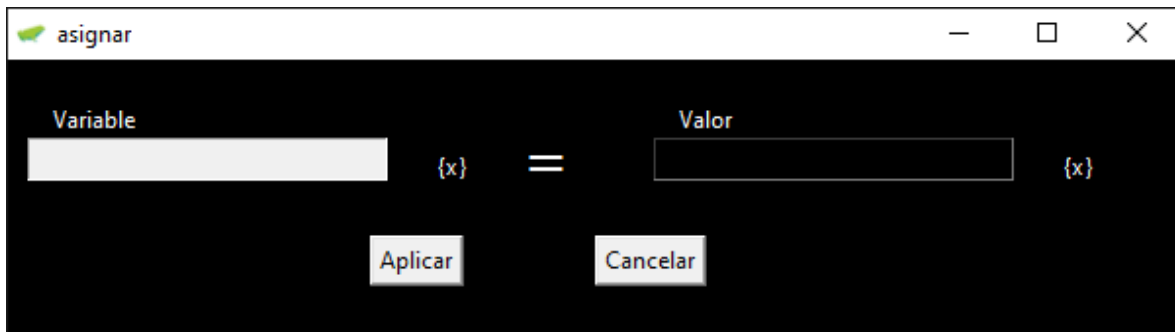 asignar
Variable Valor
{x} = {x}
Aplicar Cancelar